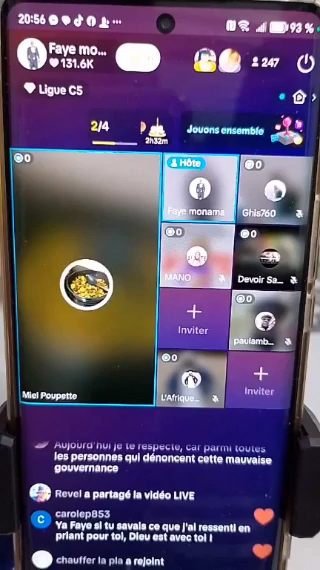 20:56
93 %
Faye mo...
131.6K
247
Ligue C5
2/4
2h32m
Jouons ensemble
0
Miel Poupette
Hôte
Faye monama
0
Ghis760
0
MANO
0
Devoir Sa...
+
Inviter
0
paulamb...
0
L'Afrique...
+
Inviter
Aujourd'hui je te respecte, car parmi toutes
les personnes qui dénoncent cette mauvaise
gouvernance
Revel a partagé la vidéo LIVE
C
carolep853
Ya Faye si tu savais ce que j'ai ressenti en
priant pour toi, Dieu est avec toi !
chauffer la pla a rejoint